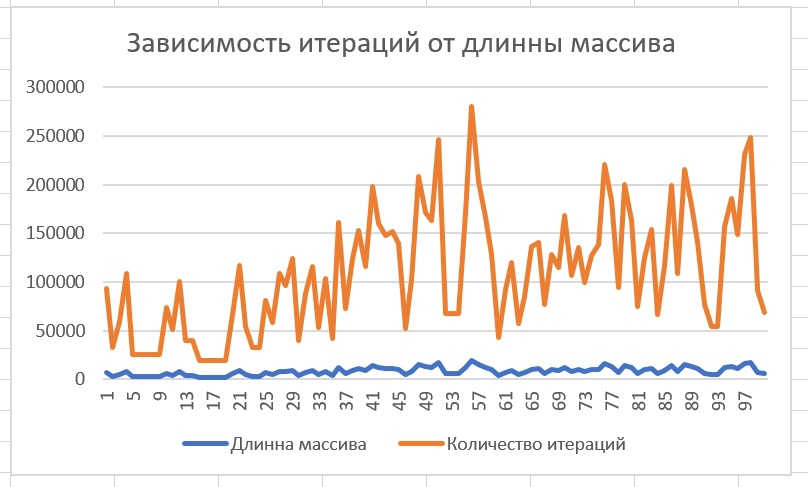 Зависимость итераций от длинны массива
300000
250000
200000
150000
100000
50000
0
1 5 9 13 17 21 25 29 33 37 41 45 49 53 57 61 65 69 73 77 81 85 89 93 97
Длинна массива Количество итераций